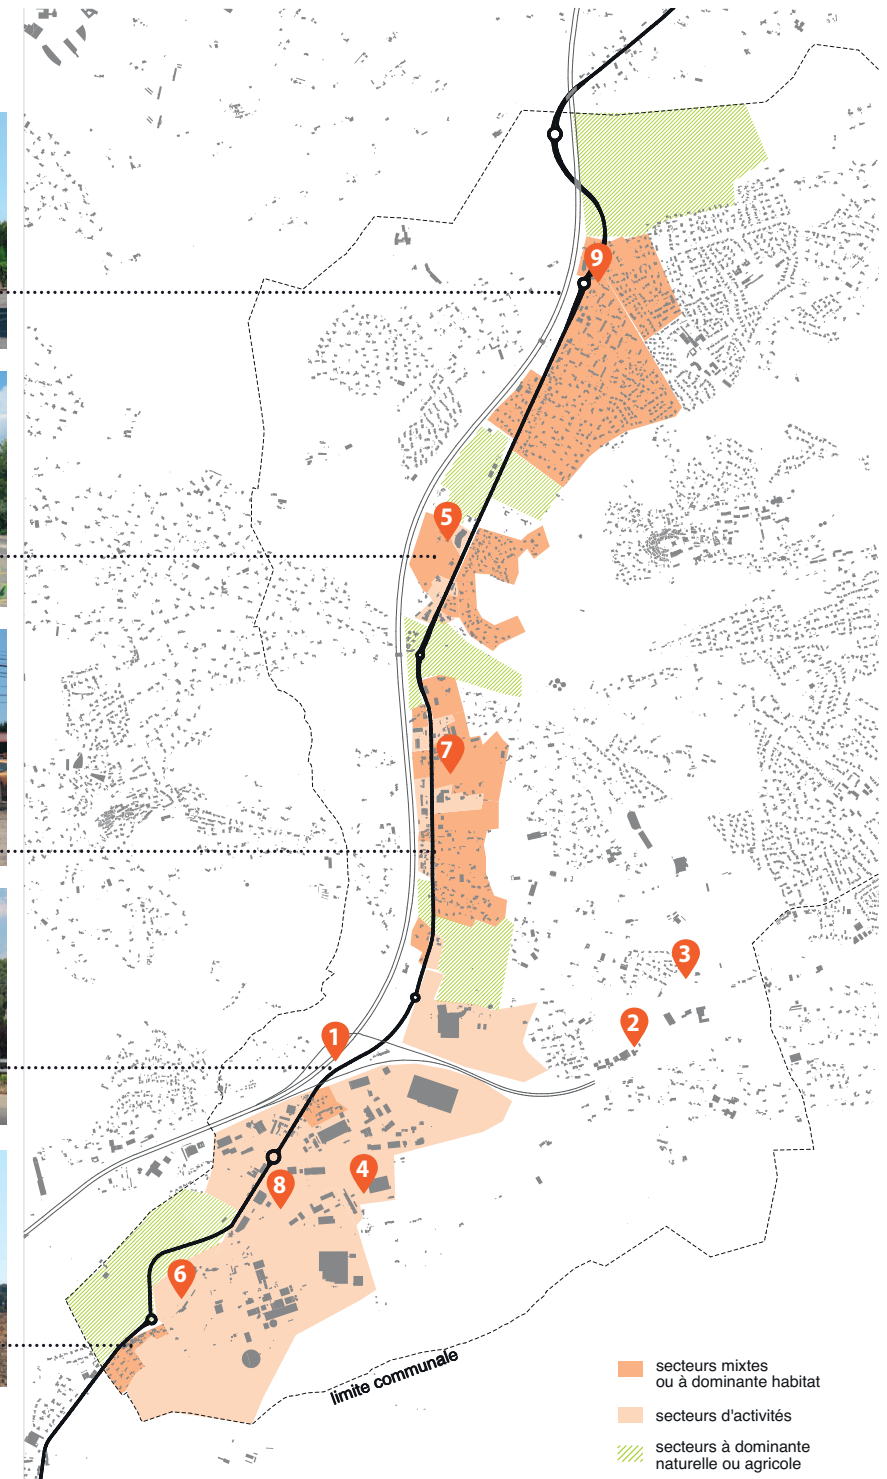 9
5
7
3
2
1
4
8
6
limite communale
secteurs mixtes
ou à dominante habitat
secteurs d'activités
secteurs à dominante
naturelle ou agricole